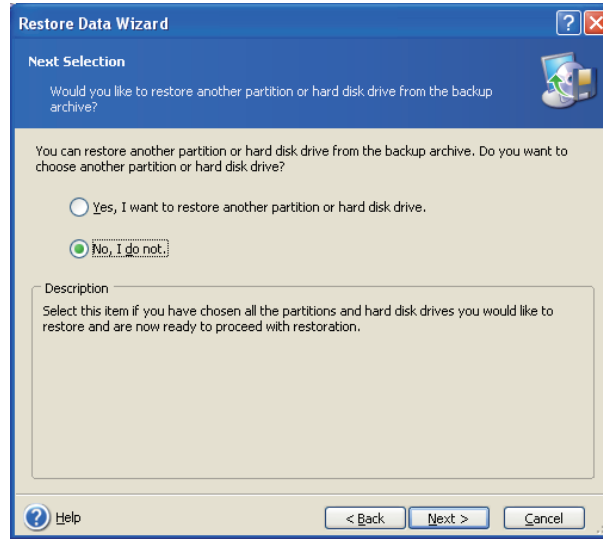 Restore Data Wizard
Next Selection
Would you like to restore another partition or hard disk drive from the backup
archive?
You can restore another partition or hard disk drive from the backup archive. Do you want to
choose another partition or hard disk drive?
Yes, I want to restore another partition or hard disk drive.
No, I do not.
Description
Select this item if you have chosen all the partitions and hard disk drives you would like to
restore and are now ready to proceed with restoration.
Help
< Back
Next >
Cancel